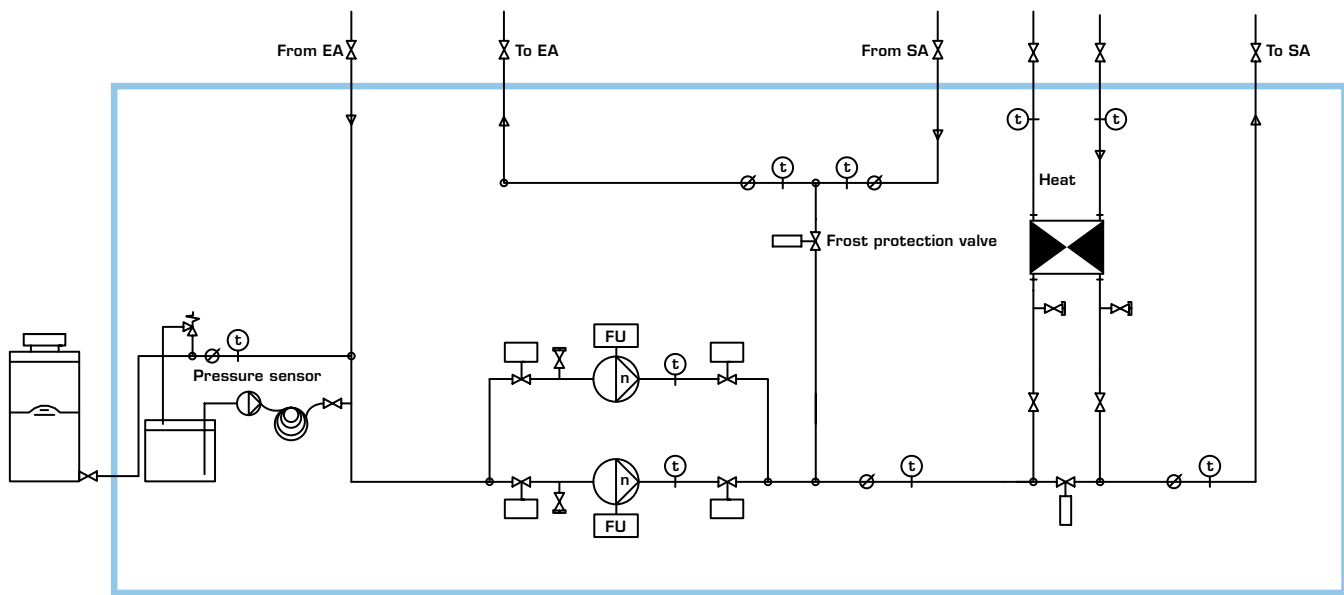 From EA
To EA
From SA
To SA
t
t
t
t
Heat
Frost protection valve
t
Pressure sensor
FU
n
t
n
t
FU
t
t